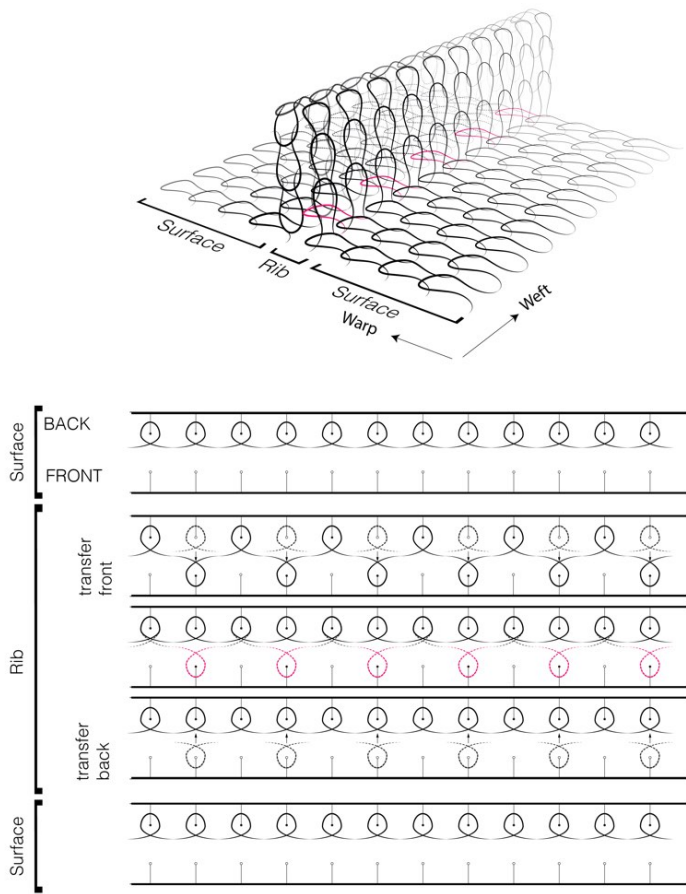 Surface
Rib
Surface
Warp
Weft
Surface
BACK
FRONT
Rib
transfer
front
transfer
back
Surface